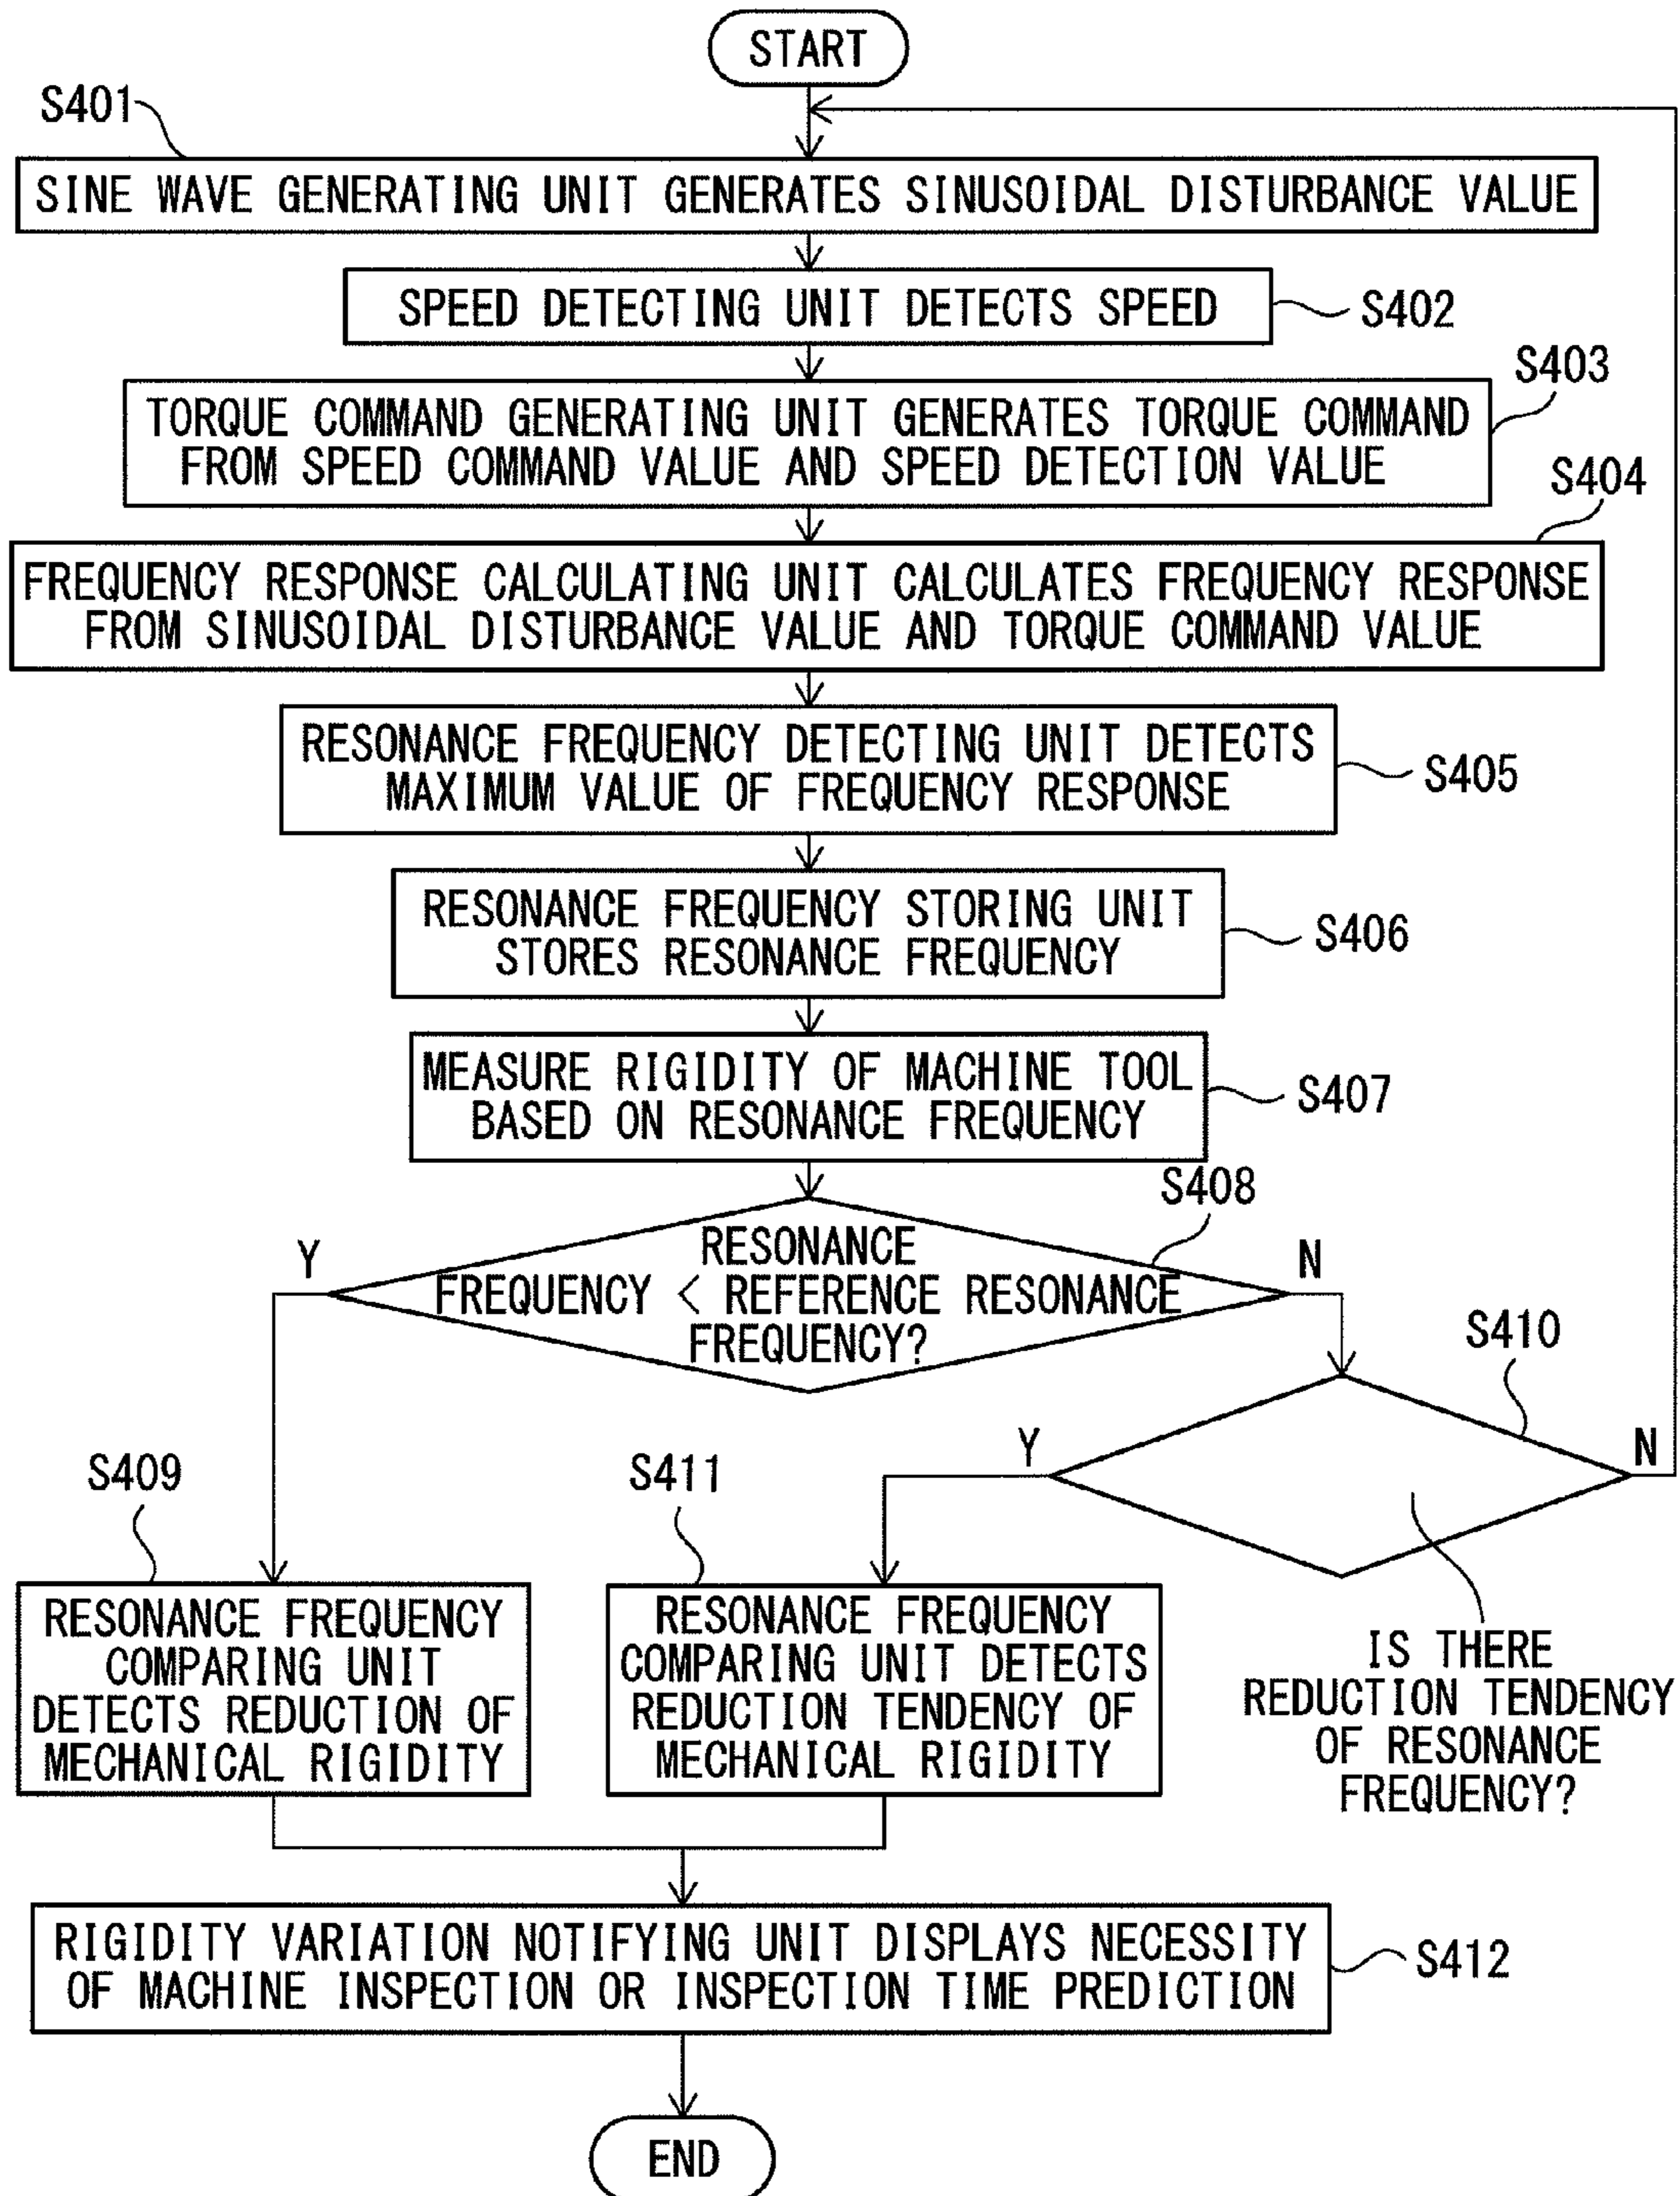 START
S401
SINE WAVE GENERATING UNIT GENERATES SINUSOIDAL DISTURBANCE VALUE
SPEED DETECTING UNIT DETECTS SPEED
S402
S403
TORQUE COMMAND GENERATING UNIT GENERATES TORQUE COMMAND
FROM SPEED COMMAND VALUE AND SPEED DETECTION VALUE
S404
FREQUENCY RESPONSE CALCULATING UNIT CALCULATES FREQUENCY RESPONSE
FROM SINUSOIDAL DISTURBANCE VALUE AND TORQUE COMMAND VALUE
RESONANCE FREQUENCY DETECTING UNIT DETECTS
MAXIMUM VALUE OF FREQUENCY RESPONSE
S405
RESONANCE FREQUENCY STORING UNIT
STORES RESONANCE FREQUENCY
S406
MEASURE RIGIDITY OF MACHINE TOOL
BASED ON RESONANCE FREQUENCY
S407
S408
Y
RESONANCE
FREQUENCY < REFERENCE RESONANCE
FREQUENCY?
N
S410
Y
N
S409
S411
RESONANCE FREQUENCY
COMPARING UNIT
DETECTS REDUCTION OF
MECHANICAL RIGIDITY
RESONANCE FREQUENCY
COMPARING UNIT DETECTS
REDUCTION TENDENCY OF
MECHANICAL RIGIDITY
IS THERE
REDUCTION TENDENCY
OF RESONANCE
FREQUENCY?
RIGIDITY VARIATION NOTIFYING UNIT DISPLAYS NECESSITY
OF MACHINE INSPECTION OR INSPECTION TIME PREDICTION
S412
END